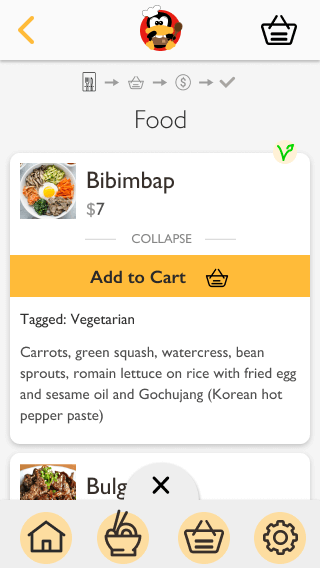 Food
Bibimbap
$7
COLLAPSE
Add to Cart
Tagged: Vegetarian
Carrots, green squash, watercress, bean
sprouts, romain lettuce on rice with fried egg
and sesame oil and Gochujang (Korean hot
pepper paste)